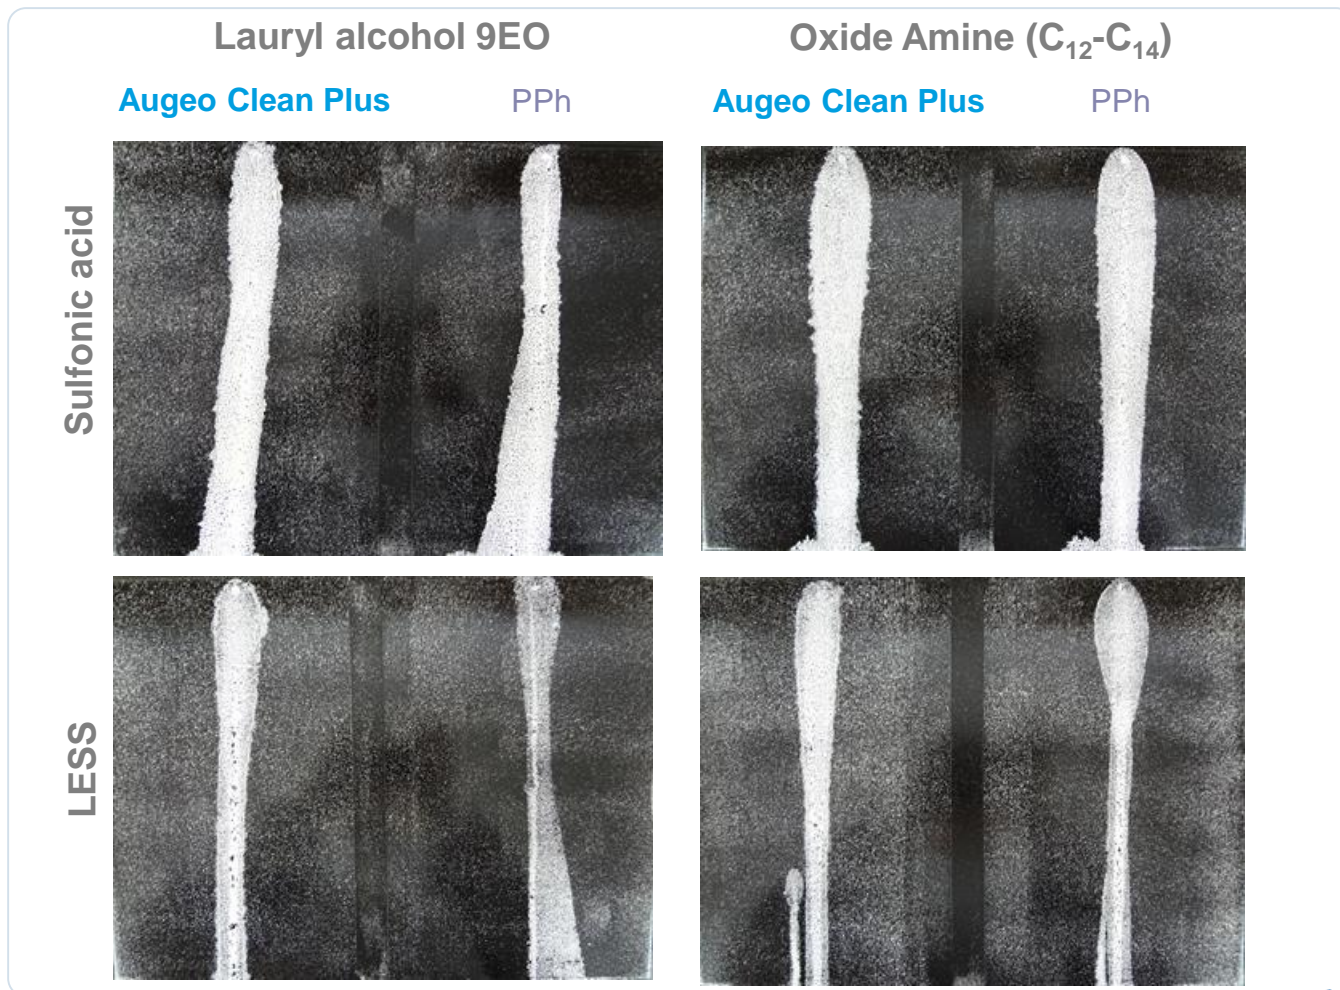 Lauryl alcohol 9EO
Oxide Amine (C₁₂-C₁₄)
Augeo Clean Plus
PPh
Augeo Clean Plus
PPh
Sulfonic acid
LESS